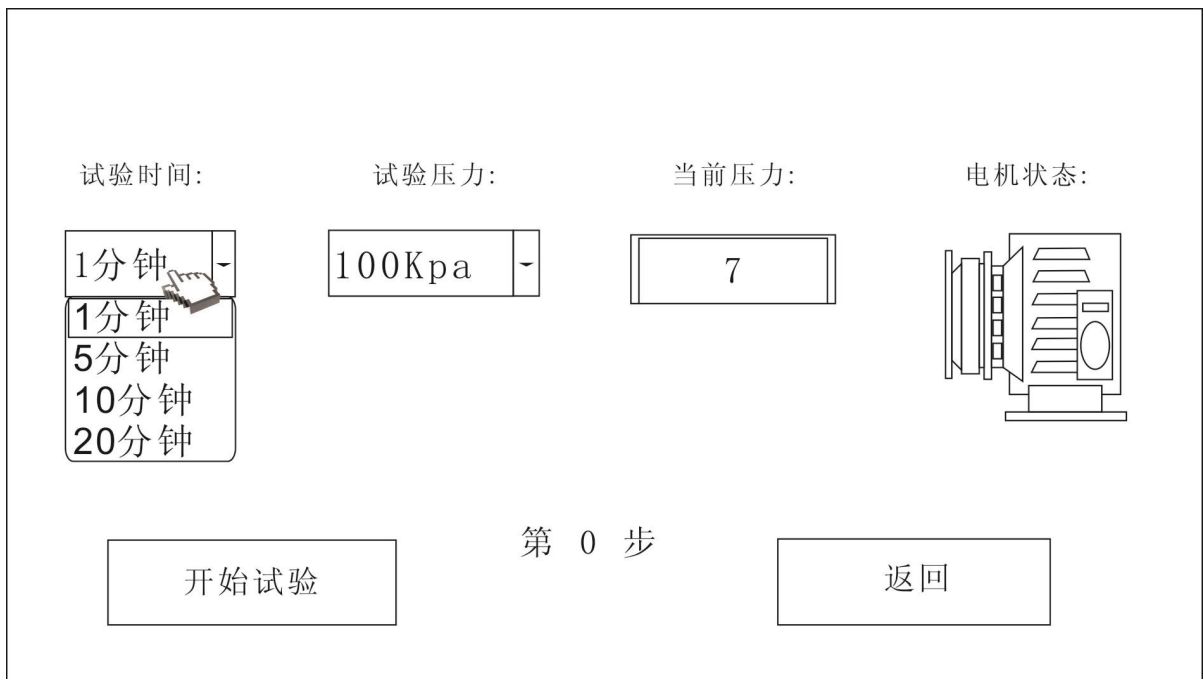 试验时间:
试验压力:
当前压力:
电机状态:
1分钟
100Kpa
7
1分钟
5分钟
10分钟
20分钟
第 0 步
开始试验
返回